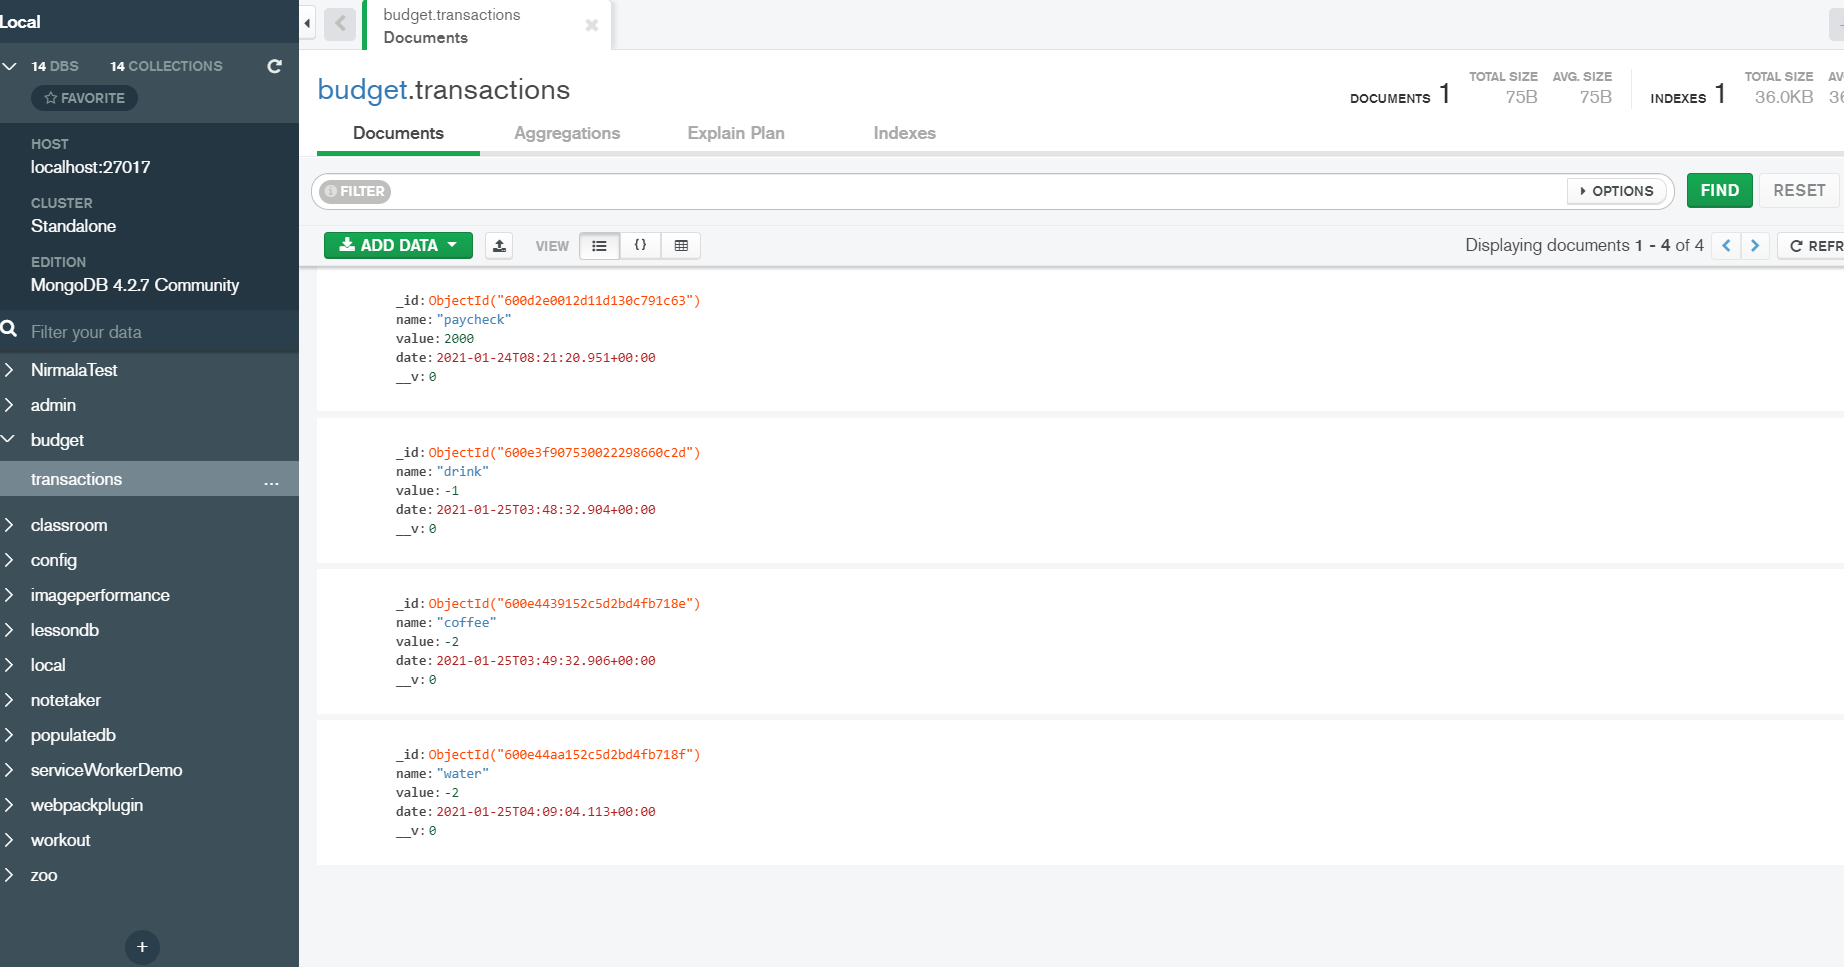 Local
14 DBS 14 COLLECTIONS
FAVORITE
HOST
localhost:27017
CLUSTER
Standalone
EDITION
MongoDB 4.2.7 Community
Filter your data
NirmalaTest
admin
budget
transactions ...
classroom
config
imageperformance
lessondb
local
notetaker
populatedb
serviceWorkerDemo
webpackplugin
workout
zoo
+
budget.transactions
Documents
budget.transactions
DOCUMENTS 1 TOTAL SIZE 75B AVG. SIZE 75B INDEXES 1 TOTAL SIZE 36.0KB AV 36
Documents Aggregations Explain Plan Indexes
FILTER OPTIONS FIND RESET
ADD DATA VIEW {} Displaying documents 1 - 4 of 4 REFR
_id: ObjectId("600d2e0012d11d130c791c63")
name: "paycheck"
value: 2000
date: 2021-01-24T08:21:20.951+00:00
__v: 0
_id: ObjectId("600e3f907530022298660c2d")
name: "drink"
value: -1
date: 2021-01-25T03:48:32.904+00:00
__v: 0
_id: ObjectId("600e4439152c5d2bd4fb718e")
name: "coffee"
value: -2
date: 2021-01-25T03:49:32.906+00:00
__v: 0
_id: ObjectId("600e44aa152c5d2bd4fb718f")
name: "water"
value: -2
date: 2021-01-25T04:09:04.113+00:00
__v: 0